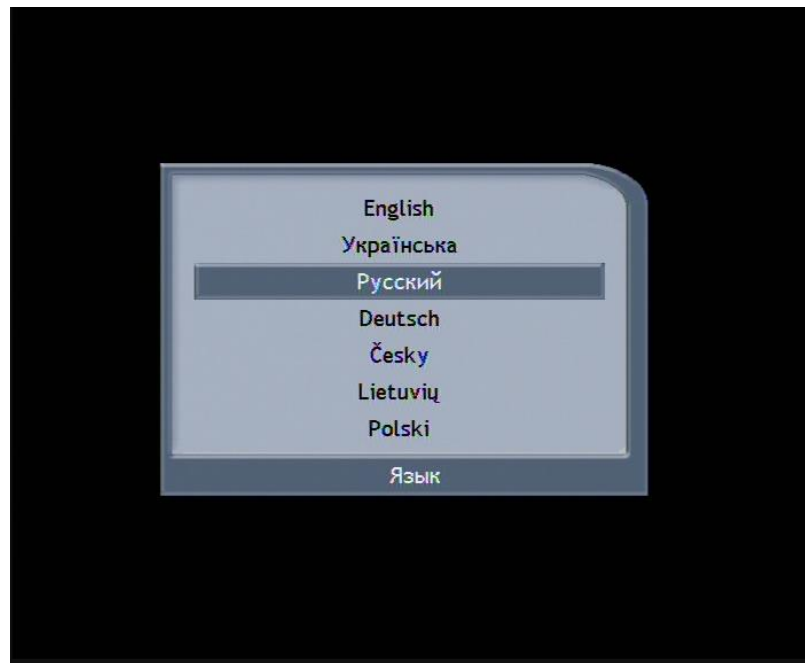 English
Українська
Русский
Deutsch
Česky
Lietuvių
Polski
Язык